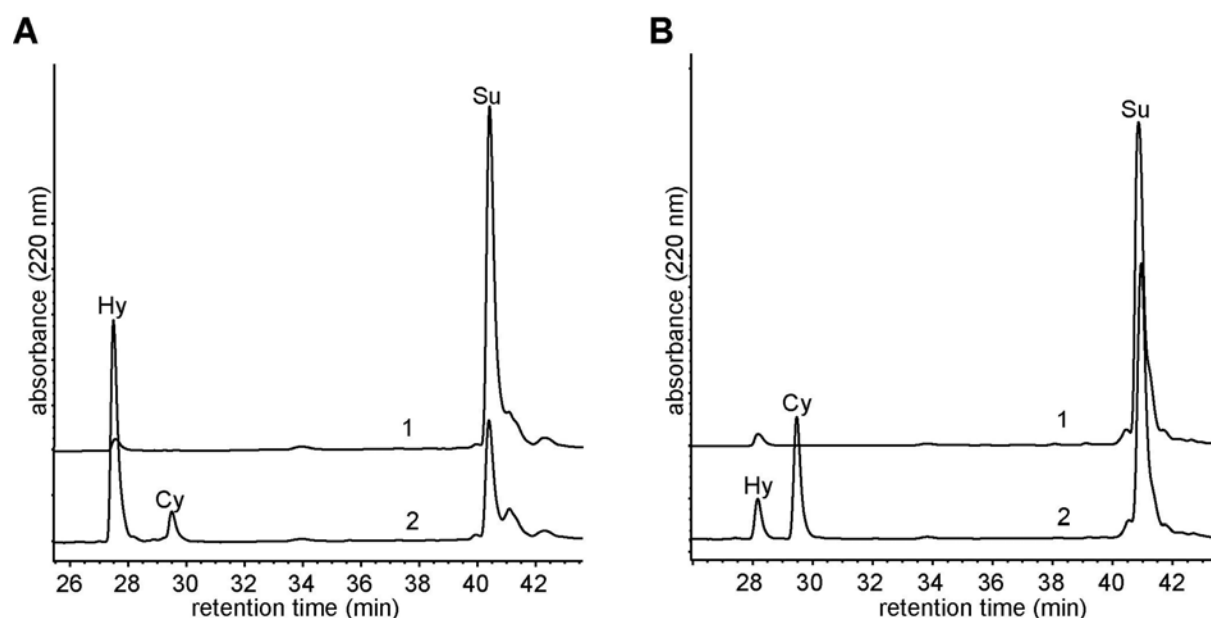 A
absorbance (220 nm)
Su
Hy
1
Cy
2
26 28 30 32 34 36 38 40 42
retention time (min)
B
absorbance (220 nm)
Su
Cy
1
Hy
2
28 30 32 34 36 38 40 42
retention time (min)